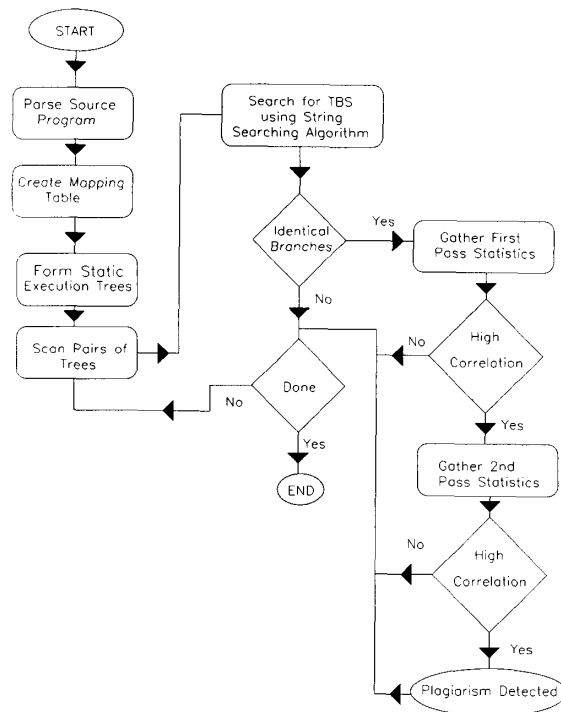 START
Parse Source
Program
Create Mapping
Table
Form Static
Execution Trees
Scan Pairs of
Trees
Search for TBS
using String
Searching Algorithm
Identical
Branches
Yes
No
Gather First
Pass Statistics
High
Correlation
No
Yes
Done
No
Yes
END
Gather 2nd
Pass Statistics
High
Correlation
No
Yes
Plagiarism Detected